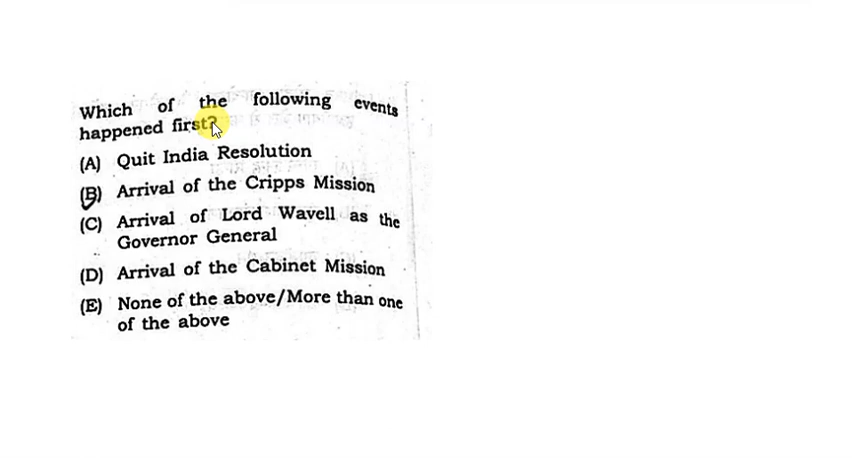 Which of the following events
happened first?
(A) Quit India Resolution
(B) Arrival of the Cripps Mission
(C) Arrival of Lord Wavell as the
Governor General
(D) Arrival of the Cabinet Mission
(E) None of the above/More than one
of the above